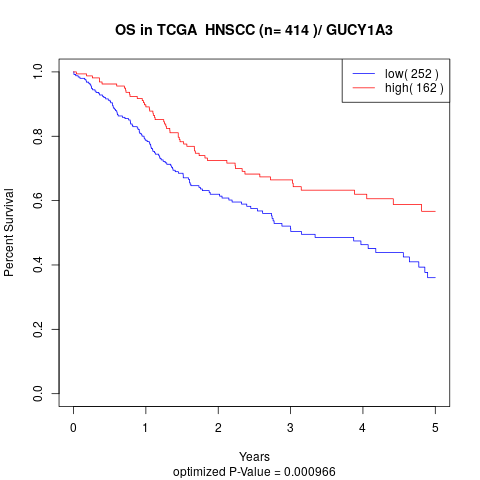 OS in TCGA  HNSCC (n= 414 )/ GUCY1A3
low( 252 )
high( 162 )
Percent Survival
1.0
0.8
0.6
0.4
0.2
0.0
0 1 2 3 4 5
Years
optimized P-Value = 0.000966